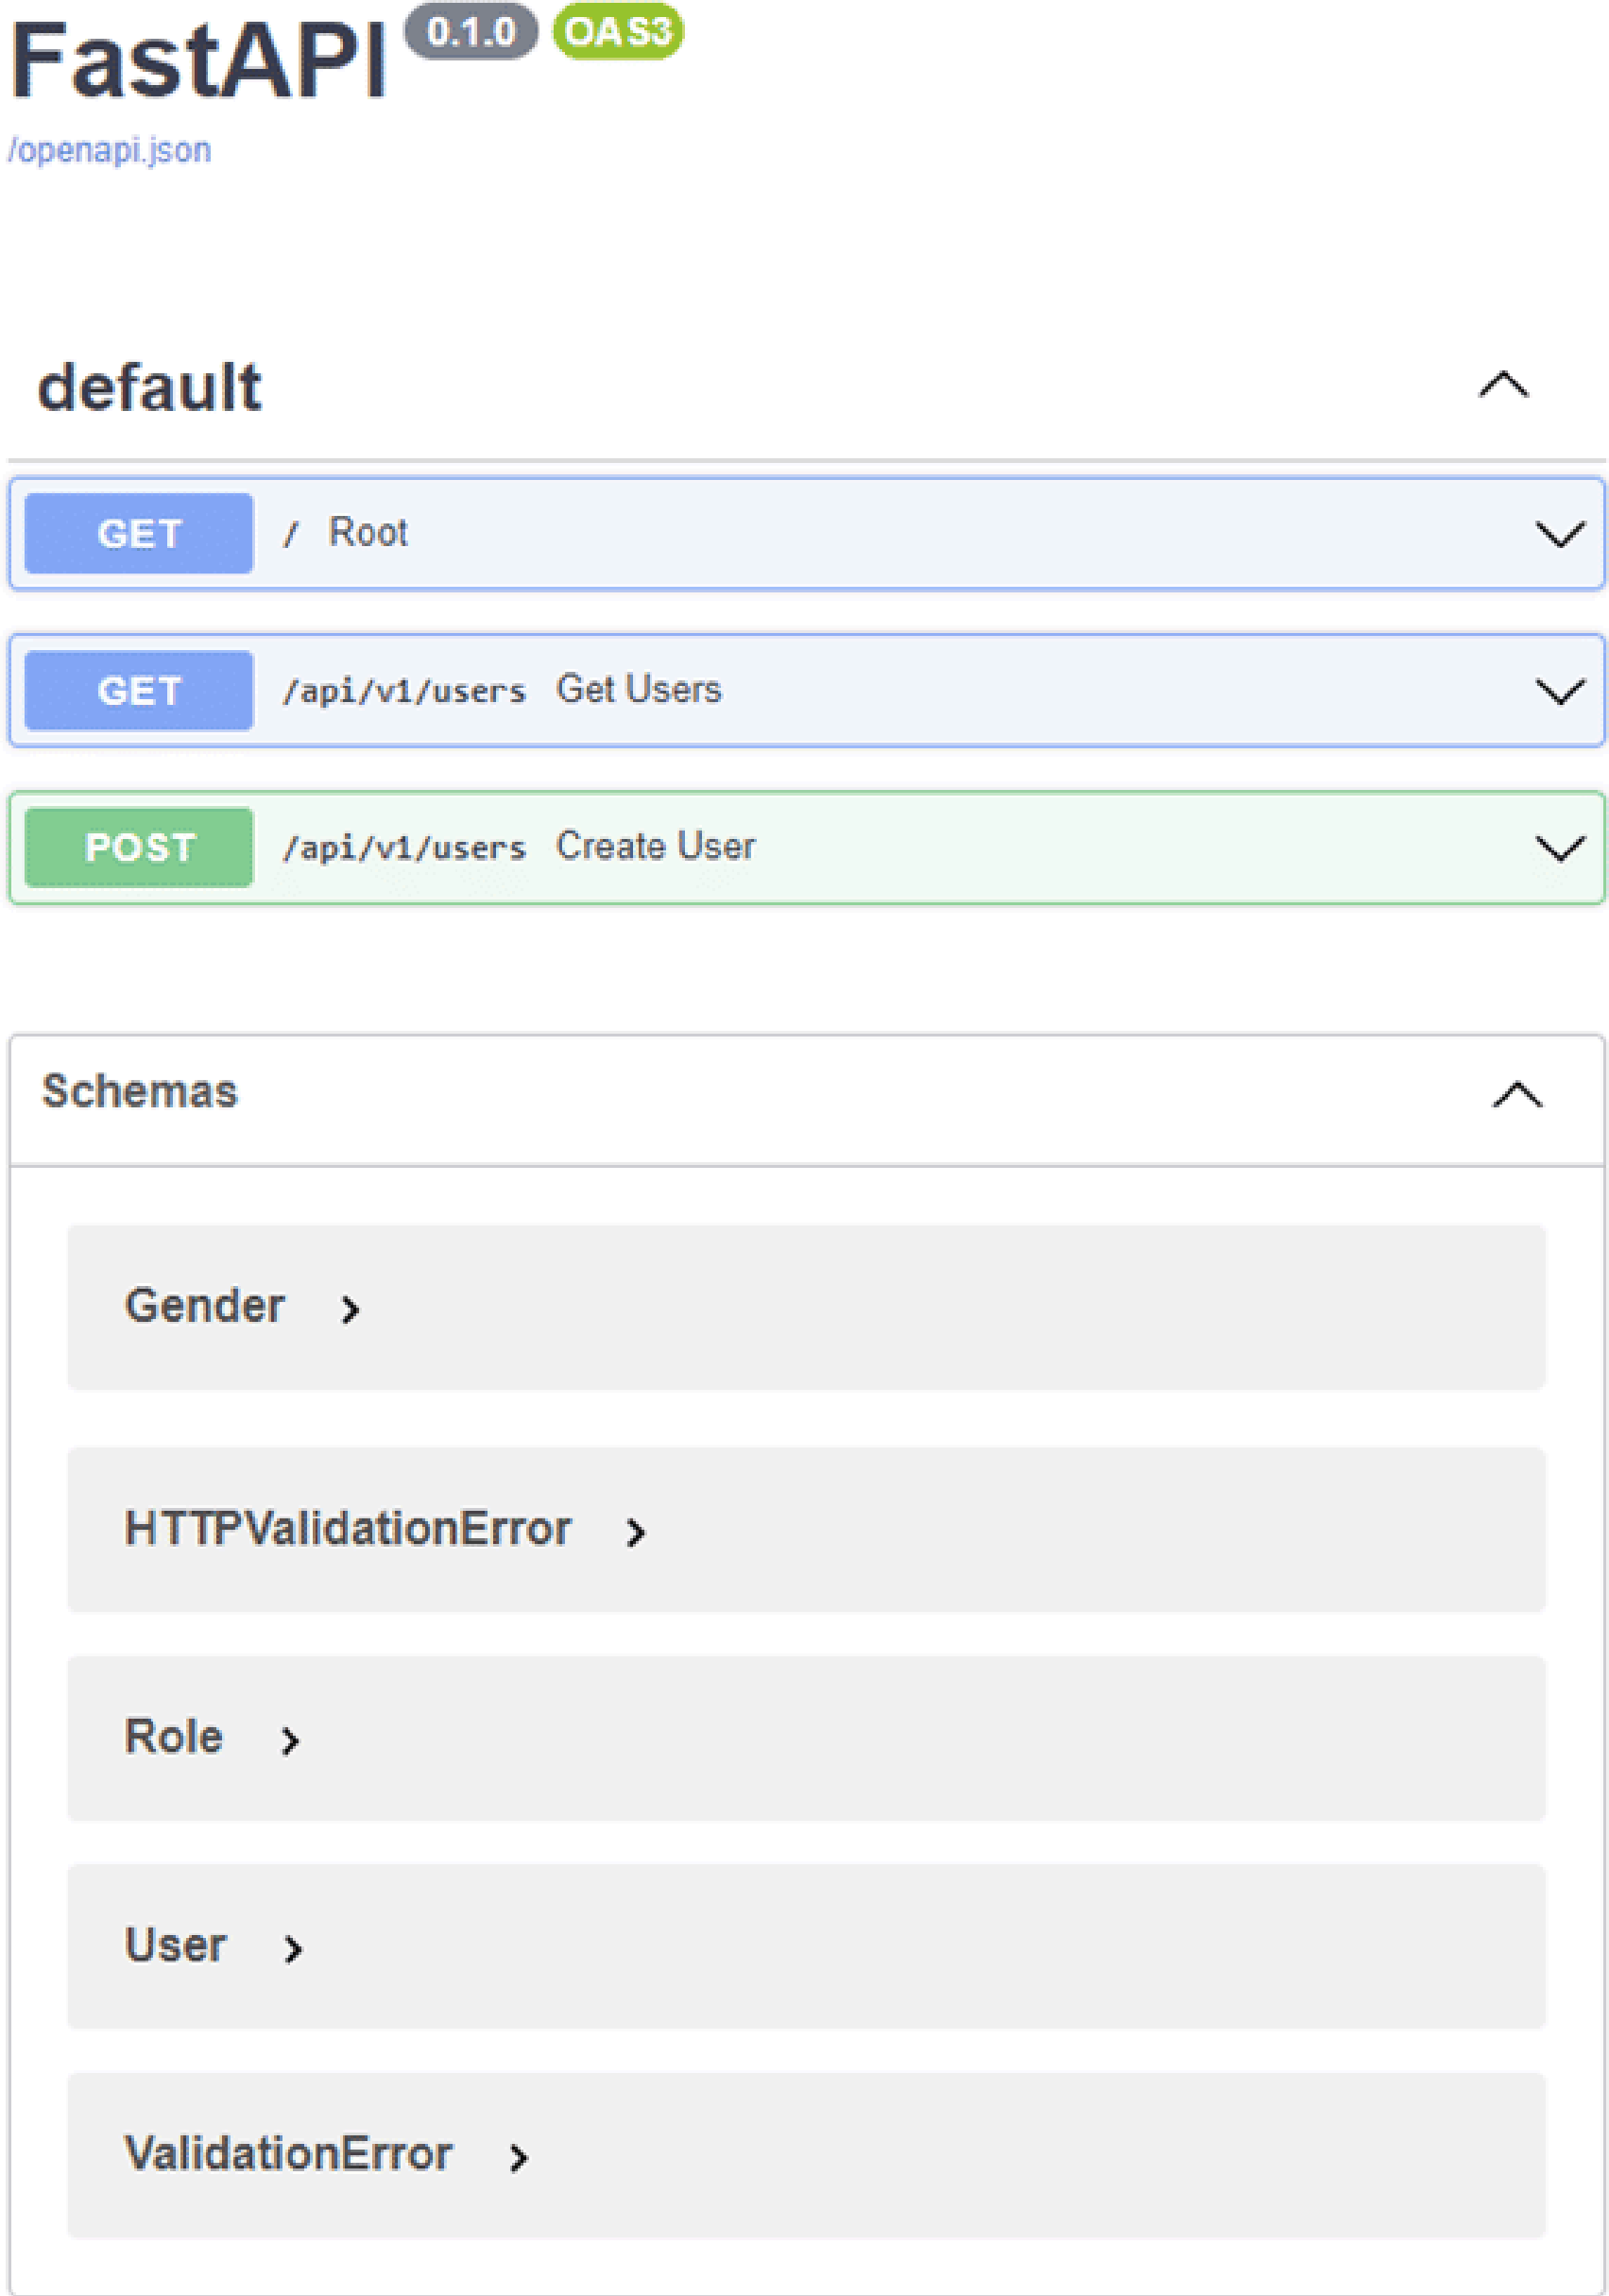 FastAPI 0.1.0 OAS3
/openapi.json
default
GET / Root
GET /api/v1/users Get Users
POST /api/v1/users Create User
Schemas
Gender
HTTPValidationError
Role
User
ValidationError